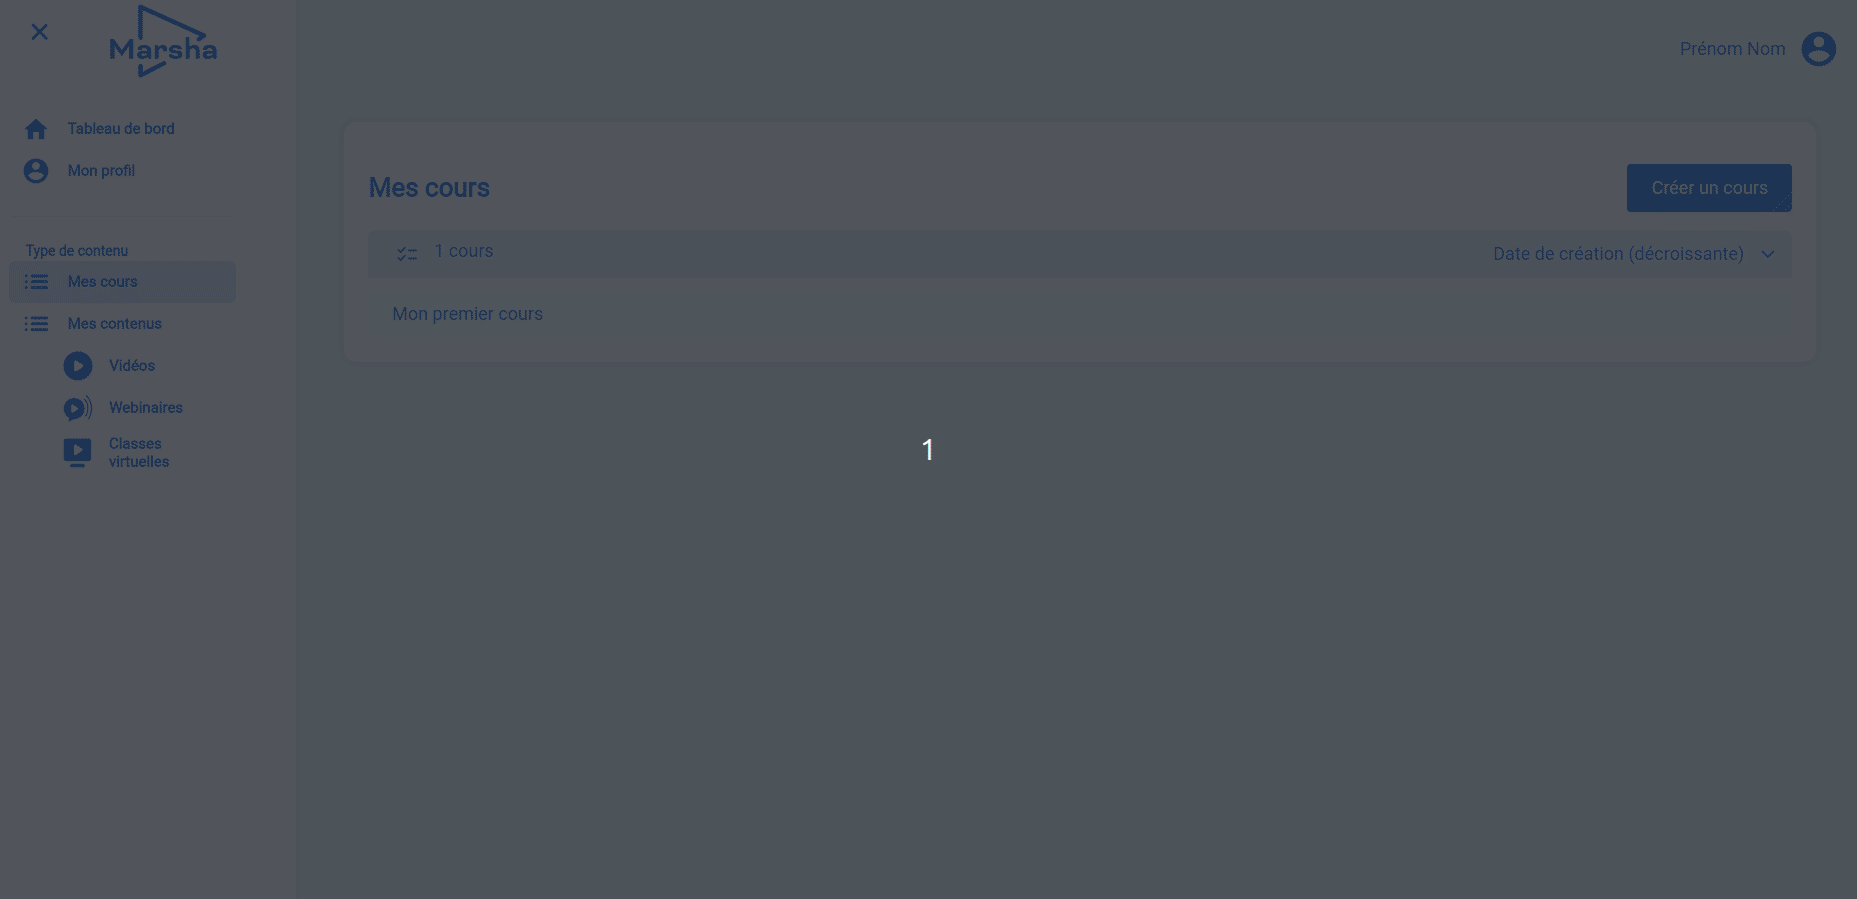 Marsha
Prénom Nom
Tableau de bord
Mon profil
Type de contenu
Mes cours
Mes contenus
Vidéos
Webinaires
Classes
virtuelles
Mes cours
Créer un cours
1 cours
Date de création (décroissante)
Mon premier cours
1